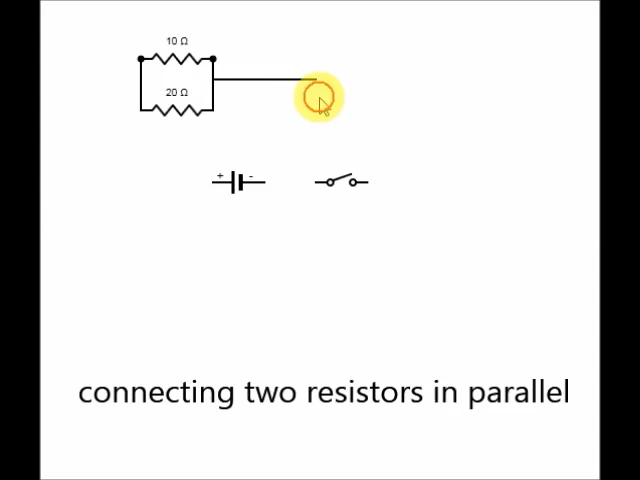 10 Ω
20 Ω
+ -
connecting two resistors in parallel